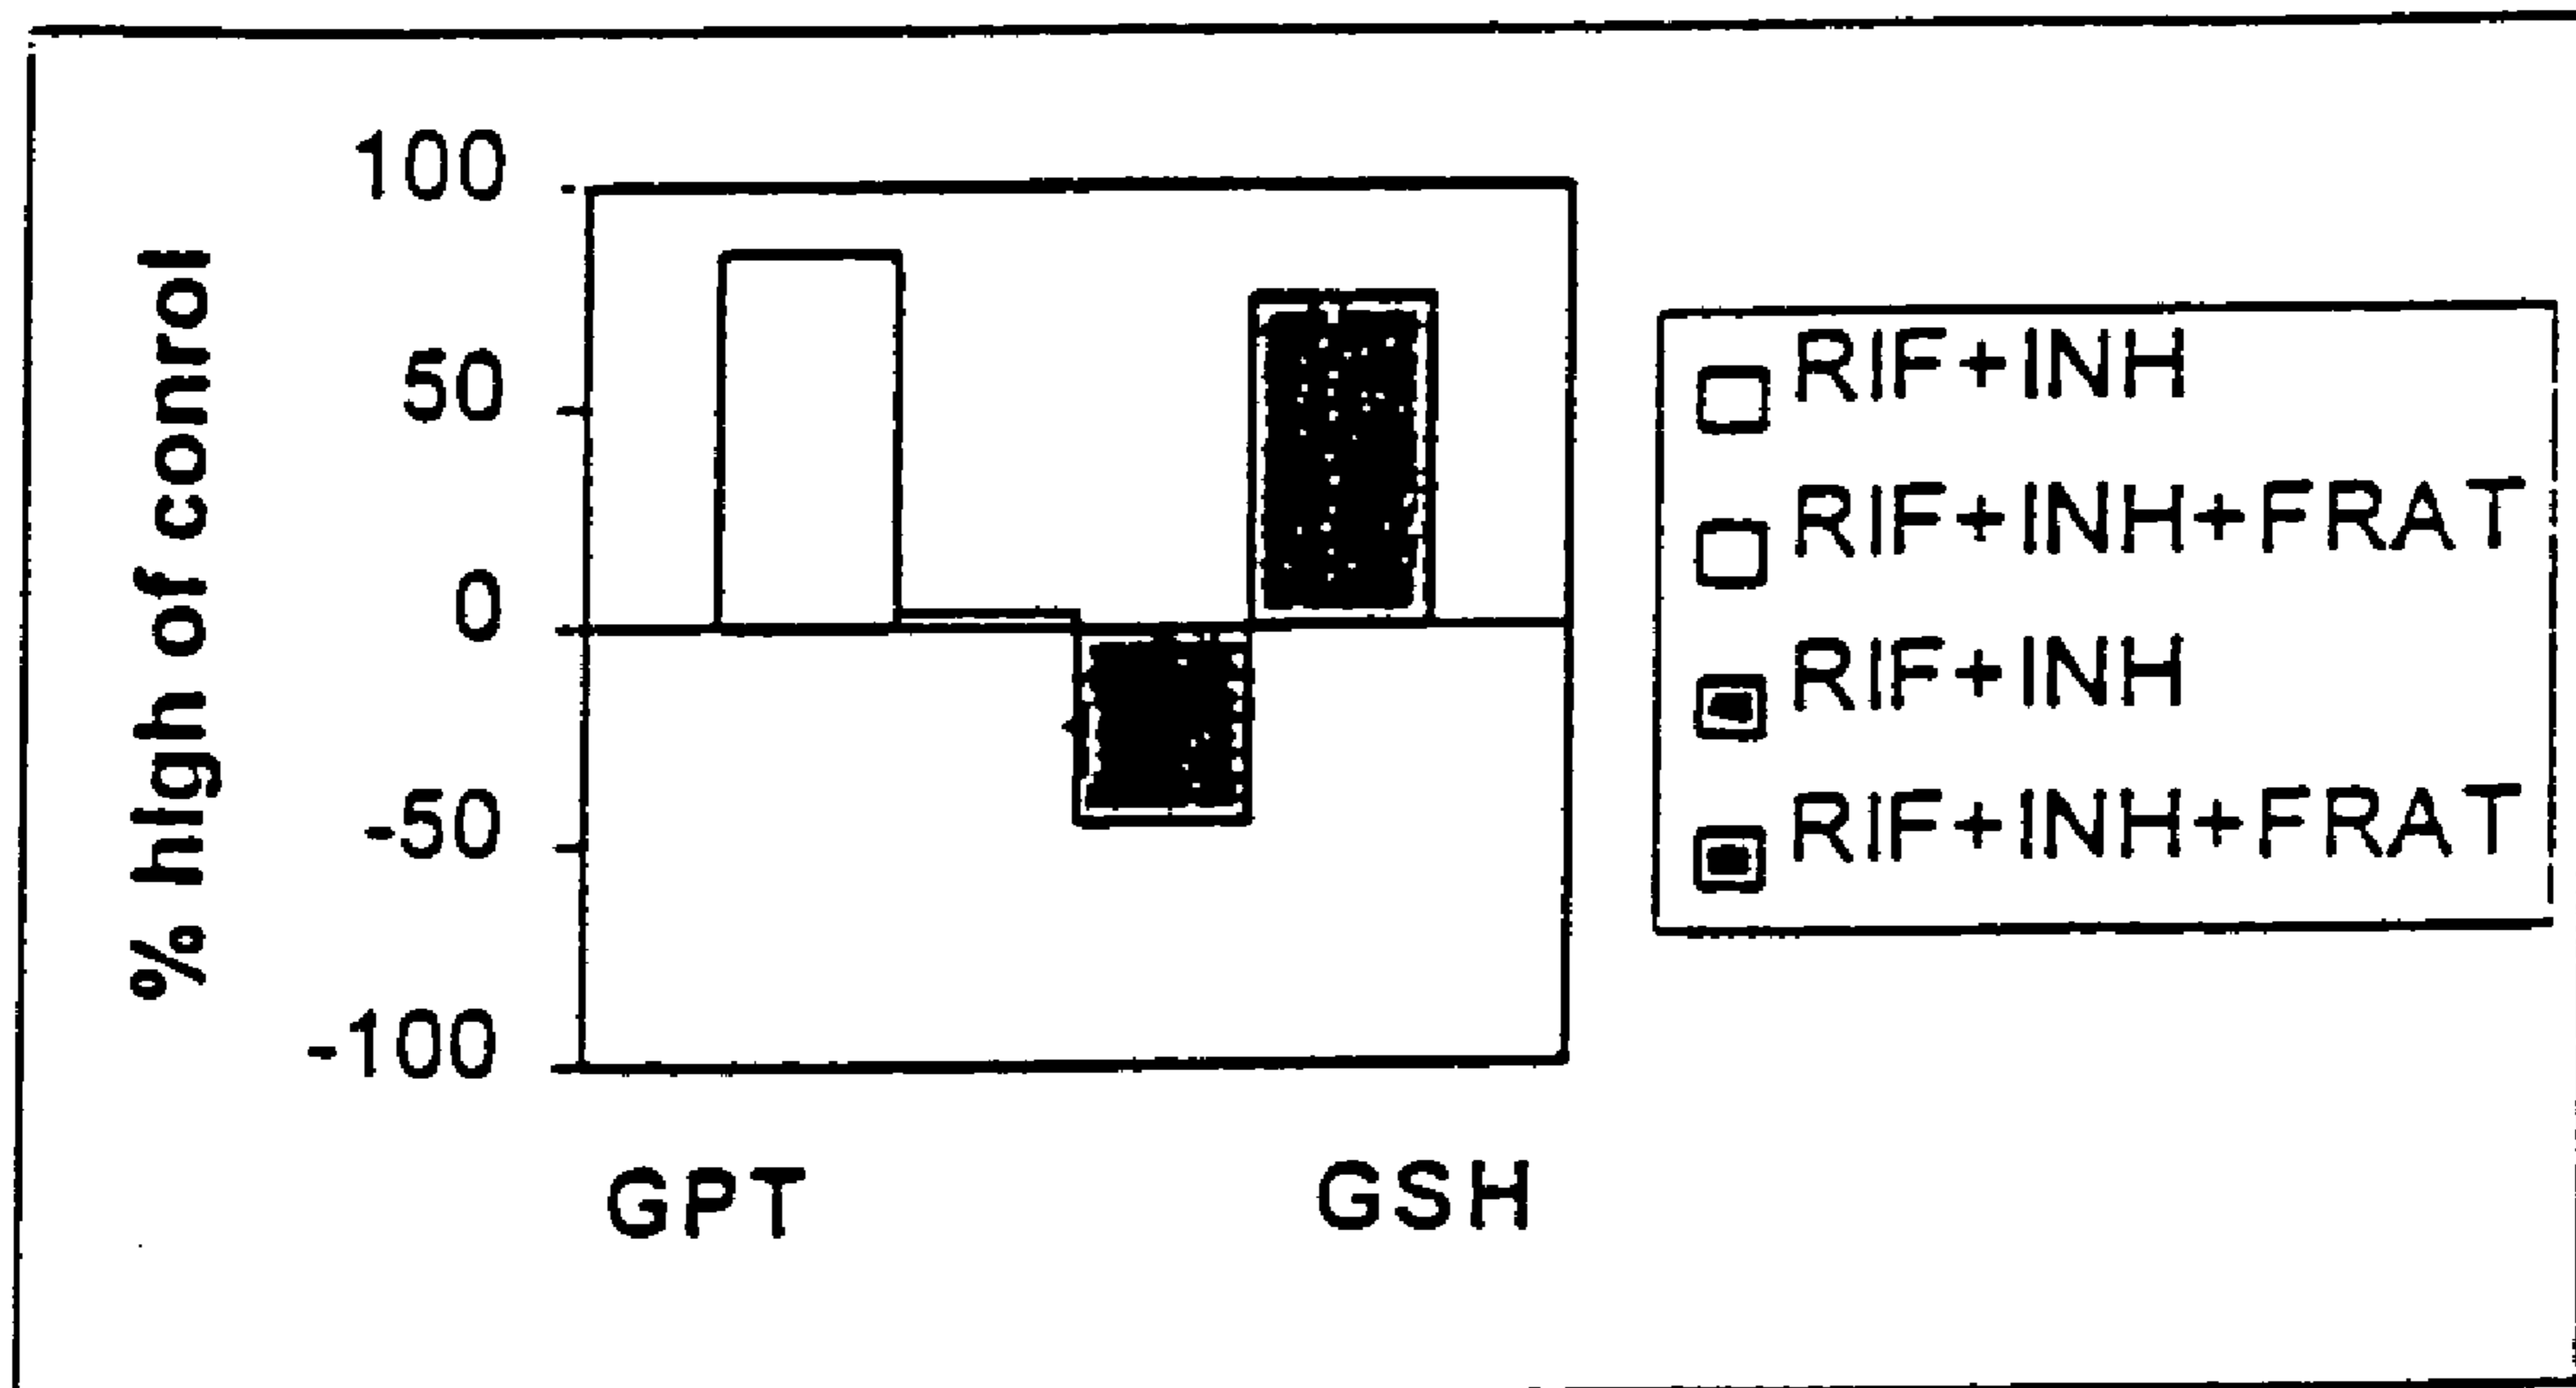 % high of conrol
100
50
0
-50
-100
GPT GSH
RIF+INH
RIF+INH+FRAT
RIF+INH
RIF+INH+FRAT